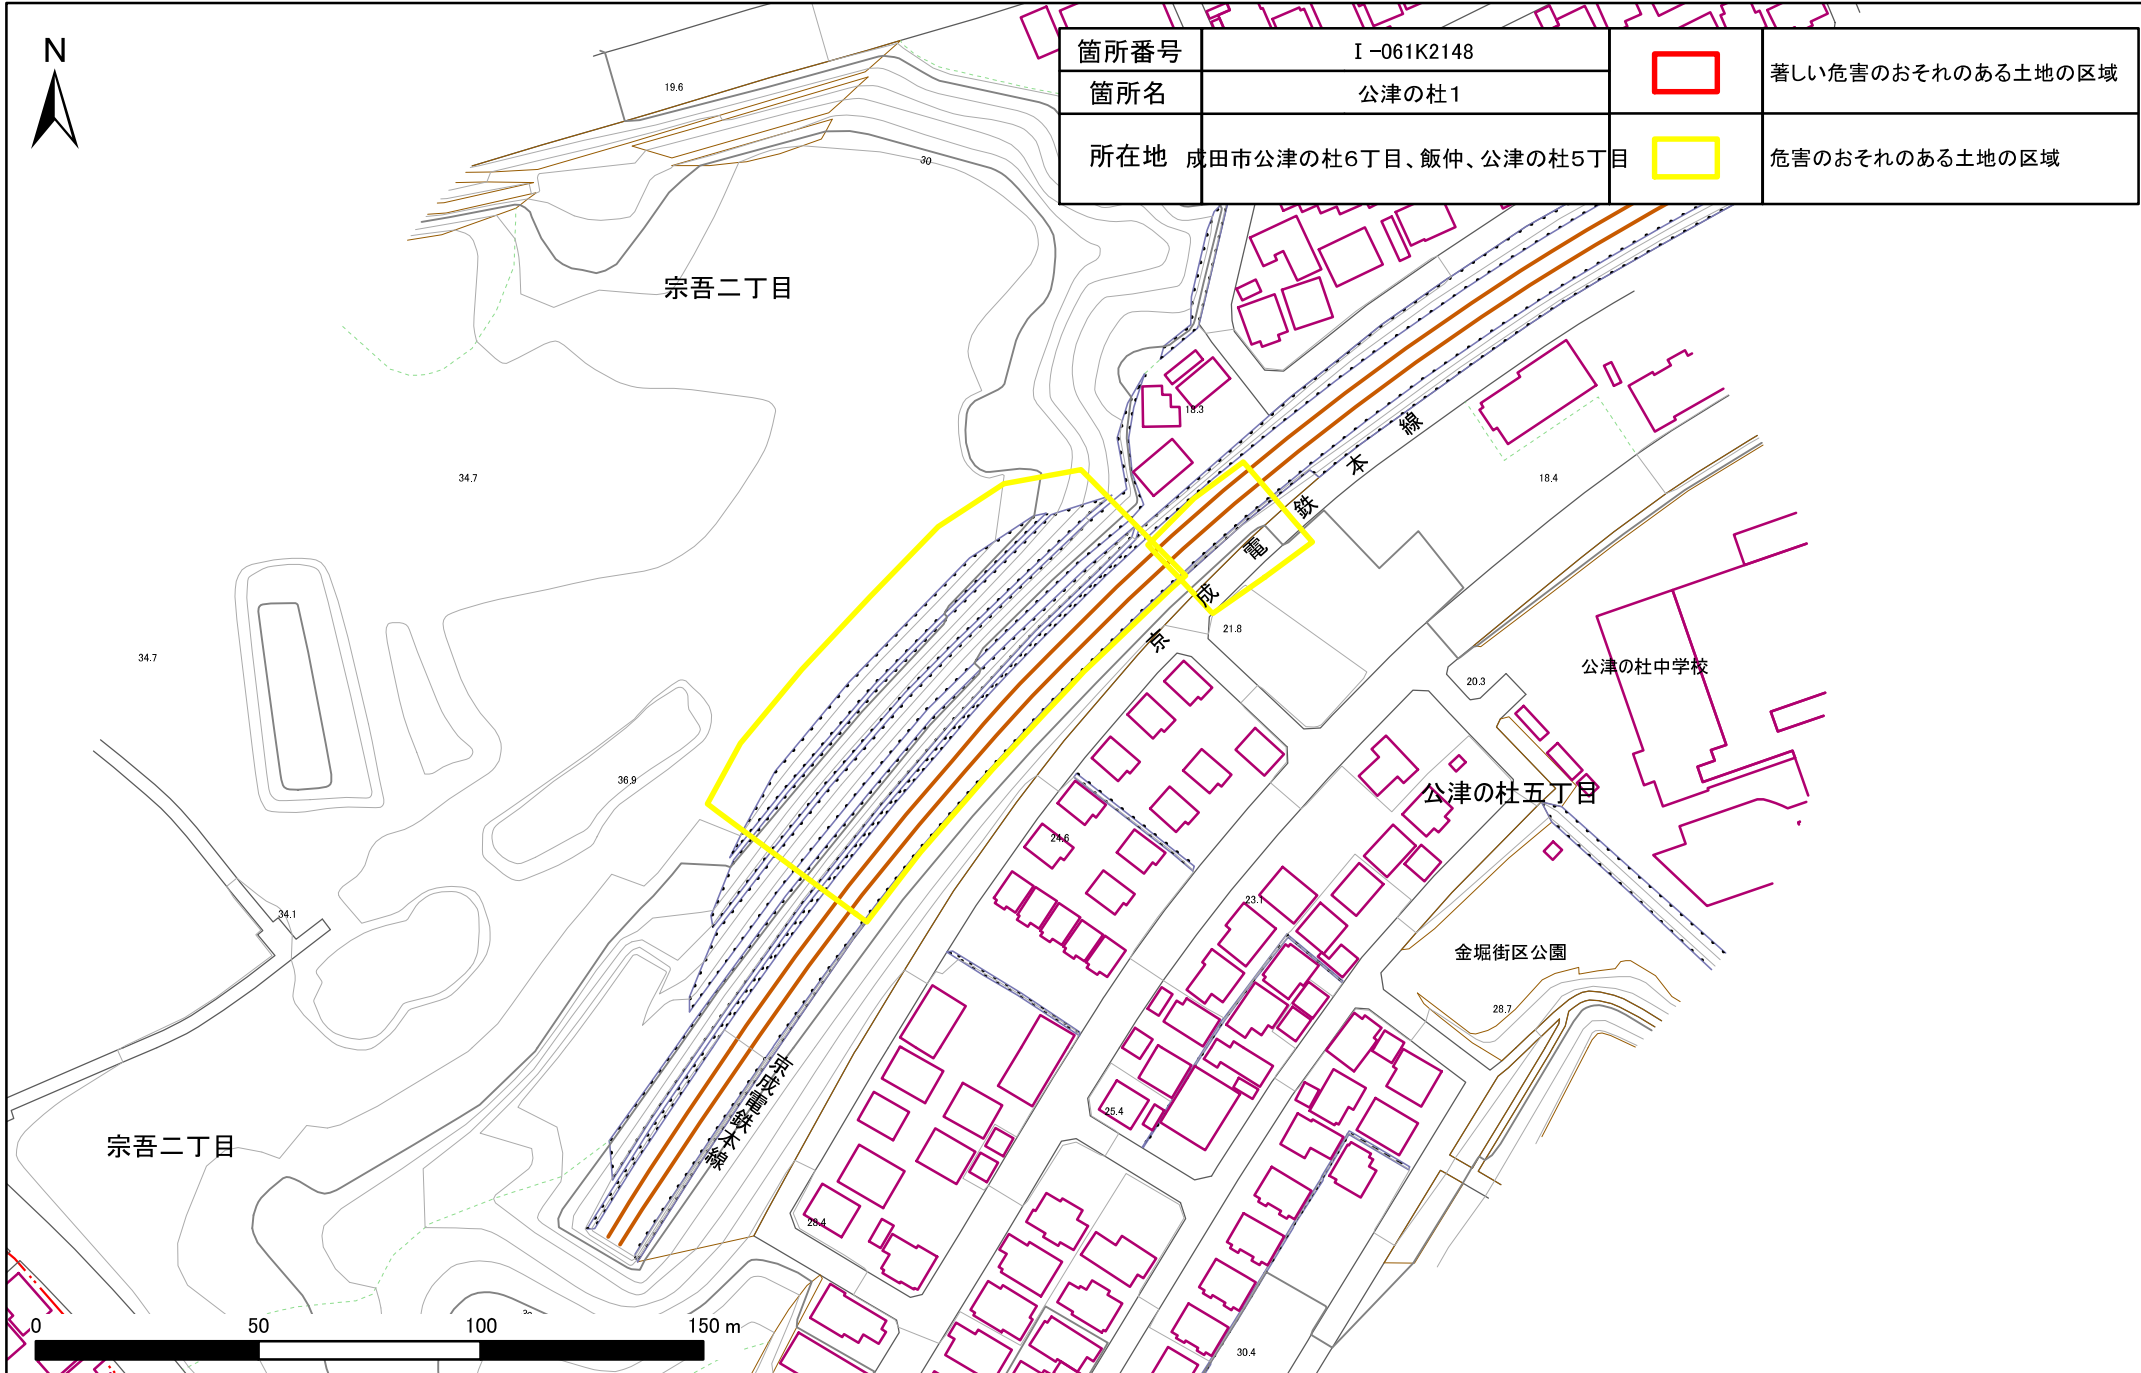 N
箇所番号
Ⅰ-061K2148
箇所名
公津の杜1
所在地
成田市公津の杜6丁目、飯仲、公津の杜5丁目
著しい危害のおそれのある土地の区域
危害のおそれのある土地の区域
19.6
30
宗吾二丁目
18.3
34.7
18.4
京成電鉄本線
34.7
21.8
公津の杜中学校
20.3
36.9
公津の杜五丁目
24.6
23.1
34.1
金堀街区公園
28.7
京成電鉄本線
25.4
宗吾二丁目
28.4
30.4
0
50
100
150 m